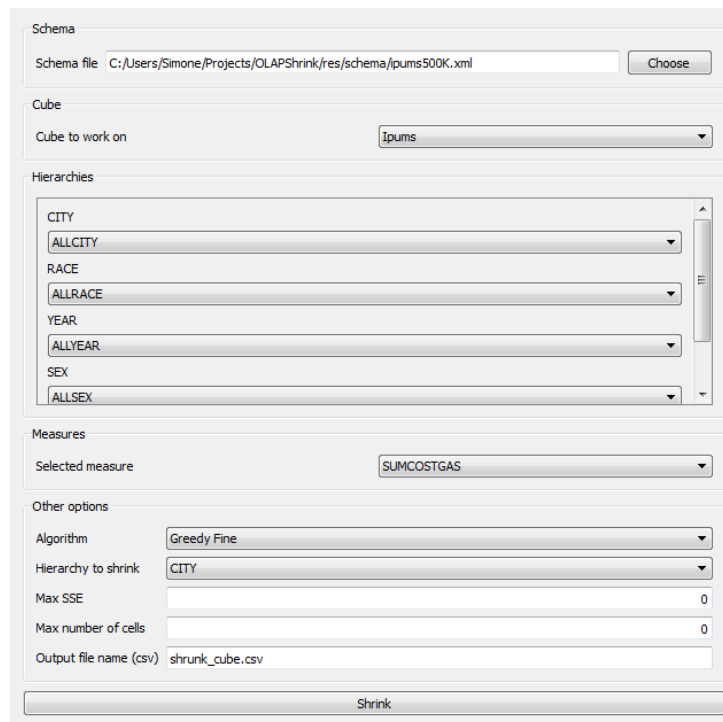 Schema
Schema file C:/Users/Simone/Projects/OLAPShrink/res/schema/ipums500K.xml Choose
Cube
Cube to work on Ipums
Hierarchies
CITY
ALLCITY
RACE
ALLRACE
YEAR
ALLYEAR
SEX
ALLSEX
Measures
Selected measure SUMCOSTGAS
Other options
Algorithm Greedy Fine
Hierarchy to shrink CITY
Max SSE 0
Max number of cells 0
Output file name (csv) shrunk_cube.csv
Shrink